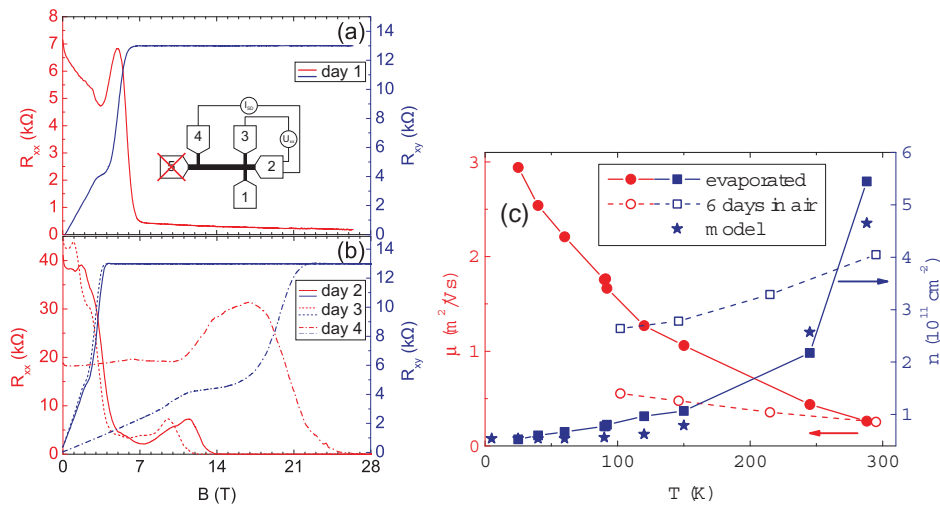 (a)
8
7
6
5
4
3
2
1
0
R_xx (kΩ)
day 1
I_SD
U_xx
4
3
5
2
1
14
12
10
8
6
4
2
0
R_xy (kΩ)
(b)
40
30
20
10
0
R_xx (kΩ)
day 2
day 3
day 4
14
12
10
8
6
4
2
0
R_xy (kΩ)
0 7 14 21 28
B (T)
(c)
3
2
1
0
μ (m²/Vs)
evaporated
6 days in air
model
6
5
4
3
2
1
n (10¹¹ cm⁻²)
0 100 200 300
T (K)